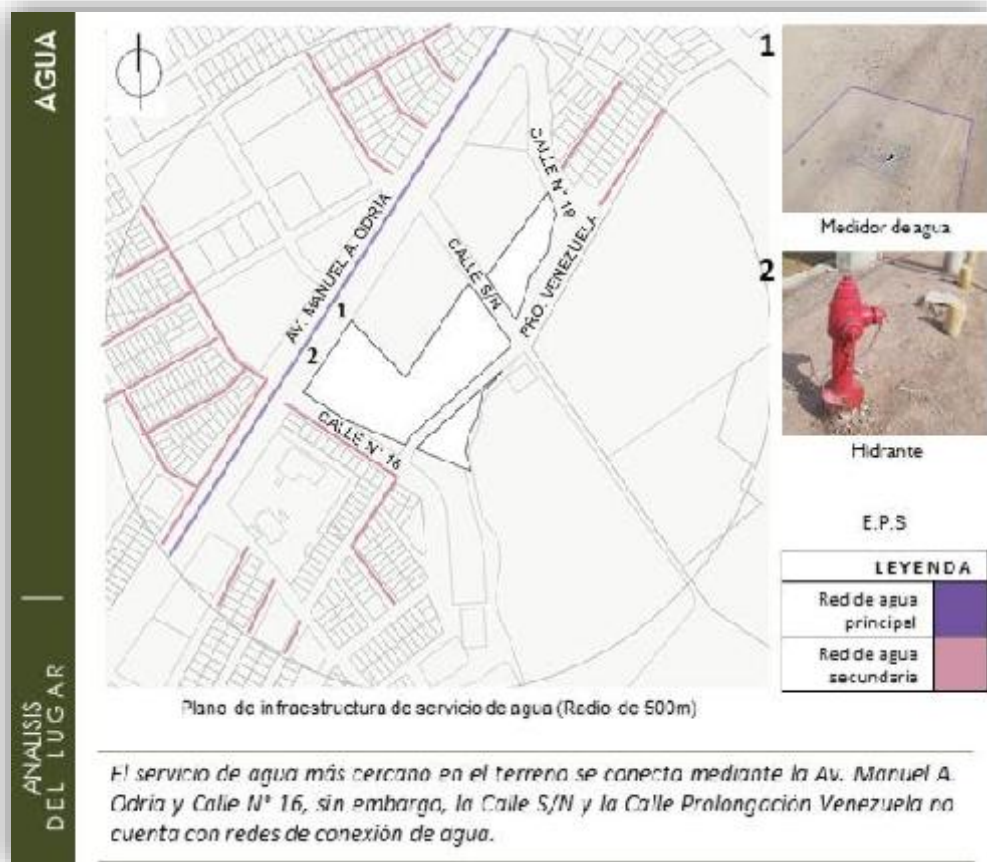 AGUA
ANALISIS
DEL LUGAR
AV. MANUEL A. ODRIA
CALLE N° 19
CALLE S/N
PRO. VENEZUELA
CALLE N° 16
1
2
1
Medidor de agua
2
Hidrante
E.P.S
LEYENDA
Red de agua
principal
Red de agua
secundaria
Plano de infraestructura de servicio de agua (Radio de 500m)
El servicio de agua más cercano en el terreno se conecta mediante la Av. Manuel A.
Odria y Calle N° 16, sin embargo, la Calle S/N y la Calle Prolongación Venezuela no
cuenta con redes de conexión de agua.